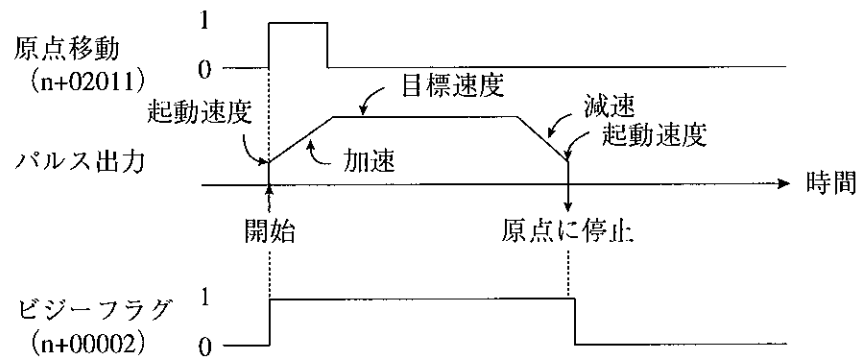 1
原点移動
(n+02011)
0
目標速度
減速
起動速度
起動速度
パルス出力
加速
時間
開始
原点に停止
ビジーフラグ
1
(n+00002)
0